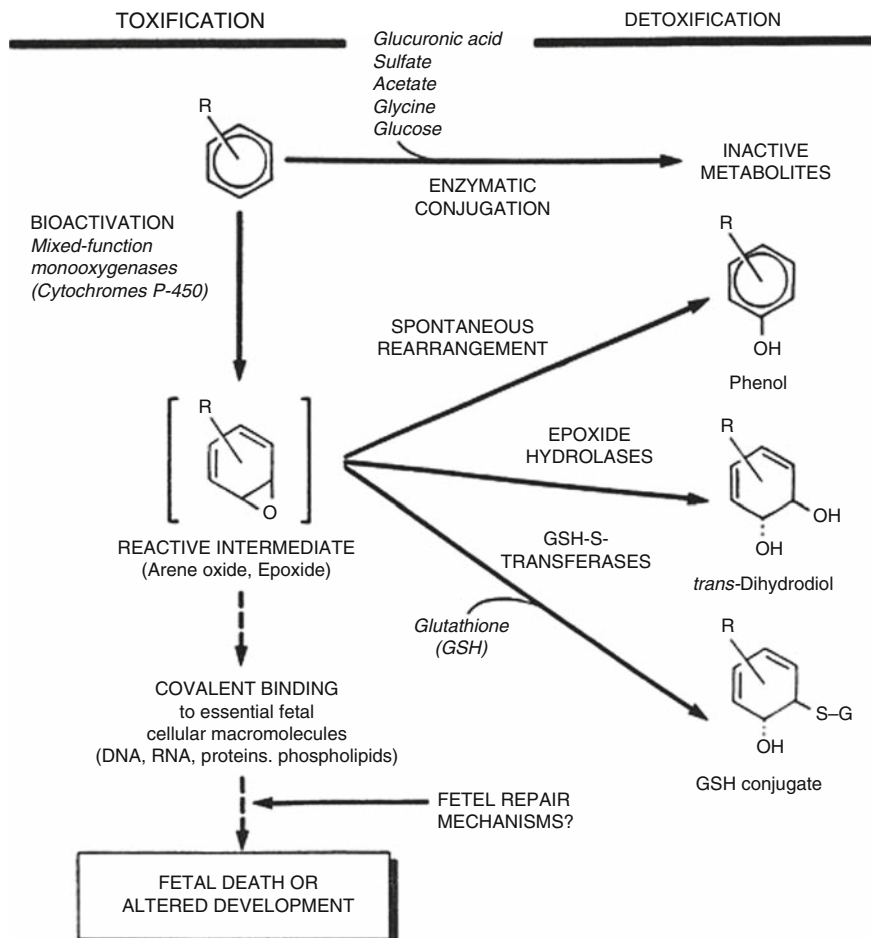 TOXIFICATION
DETOXIFICATION
Glucuronic acid
Sulfate
Acetate
Glycine
Glucose
R
ENZYMATIC
CONJUGATION
INACTIVE
METABOLITES
BIOACTIVATION
Mixed-function
monooxygenases
(Cytochromes P-450)
SPONTANEOUS
REARRANGEMENT
R
OH
Phenol
R
O
REACTIVE INTERMEDIATE
(Arene oxide, Epoxide)
EPOXIDE
HYDROLASES
R
OH
OH
trans-Dihydrodiol
GSH-S-
TRANSFERASES
Glutathione
(GSH)
R
S–G
OH
GSH conjugate
COVALENT BINDING
to essential fetal
cellular macromolecules
(DNA, RNA, proteins. phospholipids)
FETEL REPAIR
MECHANISMS?
FETAL DEATH OR
ALTERED DEVELOPMENT